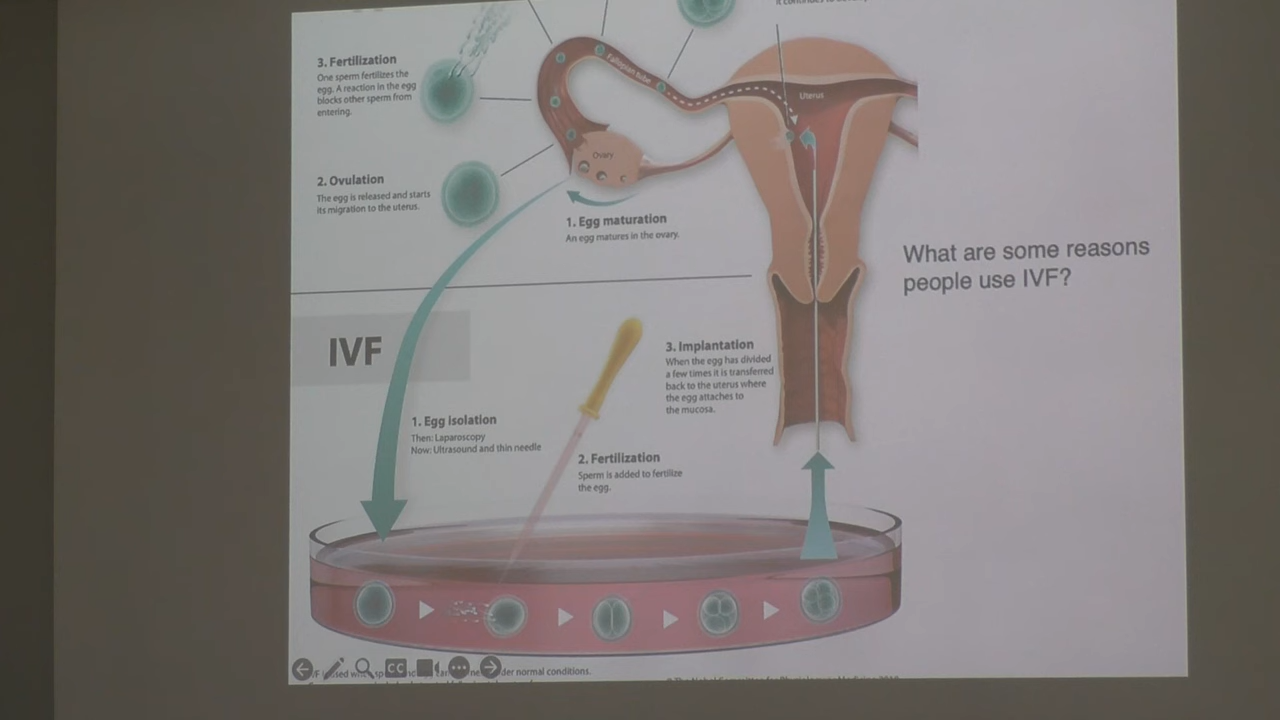 3. Fertilization
One sperm fertilizes the
egg. A reaction in the egg
blocks other sperm from
entering.
Fallopian tube
Uterus
Ovary
2. Ovulation
The egg is released and starts
its migration to the uterus.
1. Egg maturation
An egg matures in the ovary.
What are some reasons
people use IVF?
IVF
3. Implantation
When the egg has divided
a few times it is transferred
back to the uterus where
the egg attaches to
the mucosa.
1. Egg isolation
Then: Laparoscopy
Now: Ultrasound and thin needle
2. Fertilization
Sperm is added to fertilize
the egg.
CC
normal conditions.